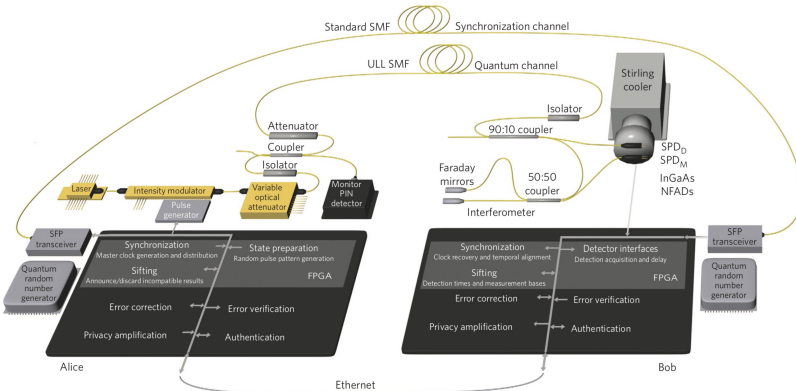 Standard SMF
Synchronization channel
ULL SMF
Quantum channel
Stirling
cooler
Isolator
Attenuator
90:10 coupler
Coupler
SPDD
SPDM
Isolator
InGaAs
NFADs
Faraday
mirrors
50:50
coupler
Laser
Intensity modulator
Variable
optical
attenuator
Monitor
PIN
detector
Interferometer
Pulse
generator
SFP
transceiver
Synchronization
Master clock generation and distribution
State preparation
Random pulse pattern generation
Sifting
Announce/discard incompatible results
FPGA
Quantum
random
number
generator
Error correction
Error verification
Privacy amplification
Authentication
Alice
Synchronization
Clock recovery and temporal alignment
Detector interfaces
Detection acquisition and delay
Sifting
Detection times and measurement bases
FPGA
SFP
transceiver
Quantum
random
number
generator
Error correction
Error verification
Privacy amplification
Authentication
Bob
Ethernet